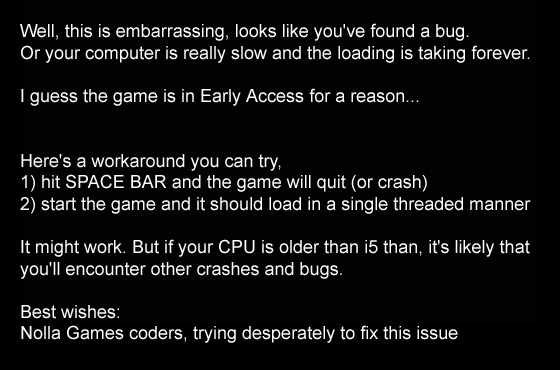 Well, this is embarrassing, looks like you've found a bug.
Or your computer is really slow and the loading is taking forever.
I guess the game is in Early Access for a reason...
Here's a workaround you can try,
1) hit SPACE BAR and the game will quit (or crash)
2) start the game and it should load in a single threaded manner
It might work. But if your CPU is older than i5 than, it's likely that
you'll encounter other crashes and bugs.
Best wishes:
Nolla Games coders, trying desperately to fix this issue